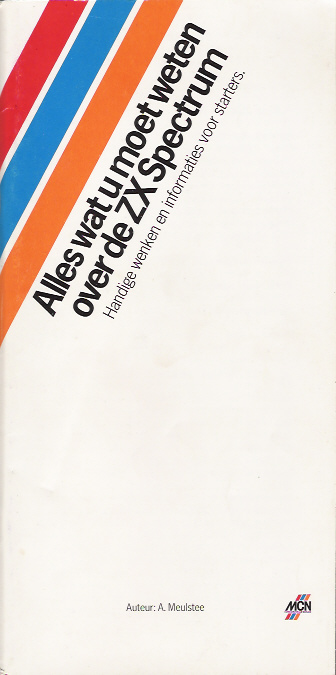 Alles wat u moet weten
over de ZX Spectrum
Handige wenken en informaties voor starters.
Auteur: A. Meulstee
MCN